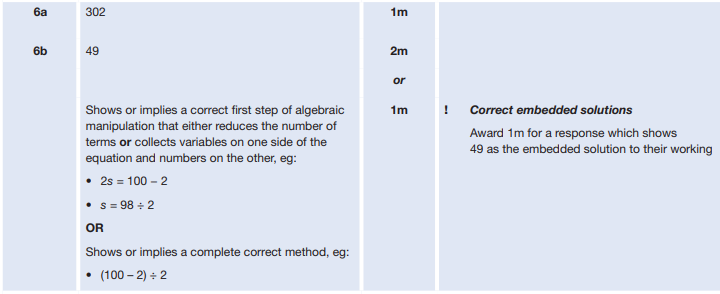 6a 302 1m
6b 49 2m
or
Shows or implies a correct first step of algebraic 1m ! Correct embedded solutions
manipulation that either reduces the number of
terms or collects variables on one side of the
equation and numbers on the other, eg:
Award 1m for a response which shows
49 as the embedded solution to their working
• 2s = 100 – 2
• s = 98 ÷ 2
OR
Shows or implies a complete correct method, eg:
• (100 – 2) ÷ 2